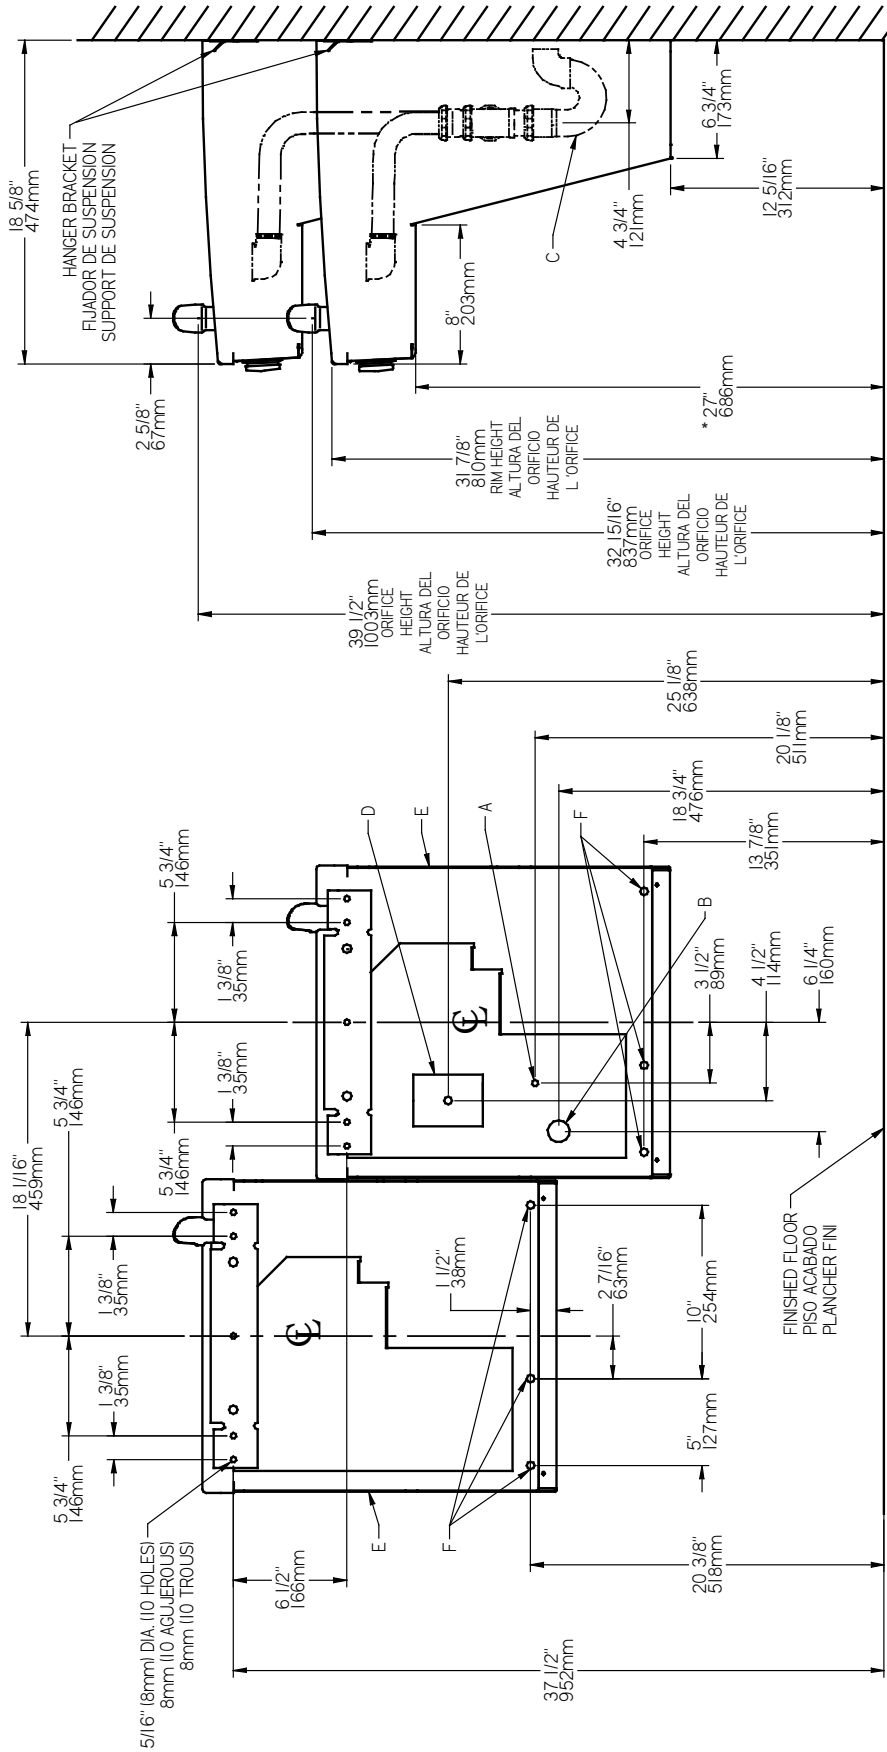 18 5/8"
474mm
HANGER BRACKET
FIJADOR DE SUSPENSION
SUPPORT DE SUSPENSION
2 5/8"
67mm
8"
203mm
C
4 3/4"
121mm
6 3/4"
173mm
12 5/16"
312mm
* 27"
686mm
31 7/8"
810mm
RIM HEIGHT
ALTURA DEL
ORIFICIO
HAUTEUR DE
L 'ORIFICE
32 15/16"
837mm
ORIFICE
HEIGHT
ALTURA DEL
ORIFICIO
HAUTEUR DE
L'ORIFICE
39 1/2"
1003mm
ORIFICE
HEIGHT
ALTURA DEL
ORIFICIO
HAUTEUR DE
L'ORIFICE
25 1/8"
638mm
20 1/8"
511mm
18 3/4"
476mm
13 7/8"
351mm
D
E
A
F
B
5 3/4"
146mm
1 3/8"
35mm
1 3/8"
35mm
5 3/4"
146mm
CL
3 1/2"
89mm
4 1/2"
114mm
6 1/4"
160mm
18 1/16"
459mm
5 3/4"
146mm
1 3/8"
35mm
1 3/8"
35mm
5 3/4"
146mm
CL
1 1/2"
38mm
2 7/16"
63mm
10"
254mm
5"
127mm
FINISHED FLOOR
PISO ACABADO
PLANCHER FINI
E
F
5/16" (8mm) DIA. (10 HOLES)
8mm (10 AGUJEROUS)
8mm (10 TROUS)
6 1/2"
166mm
20 3/8"
518mm
37 1/2"
952mm